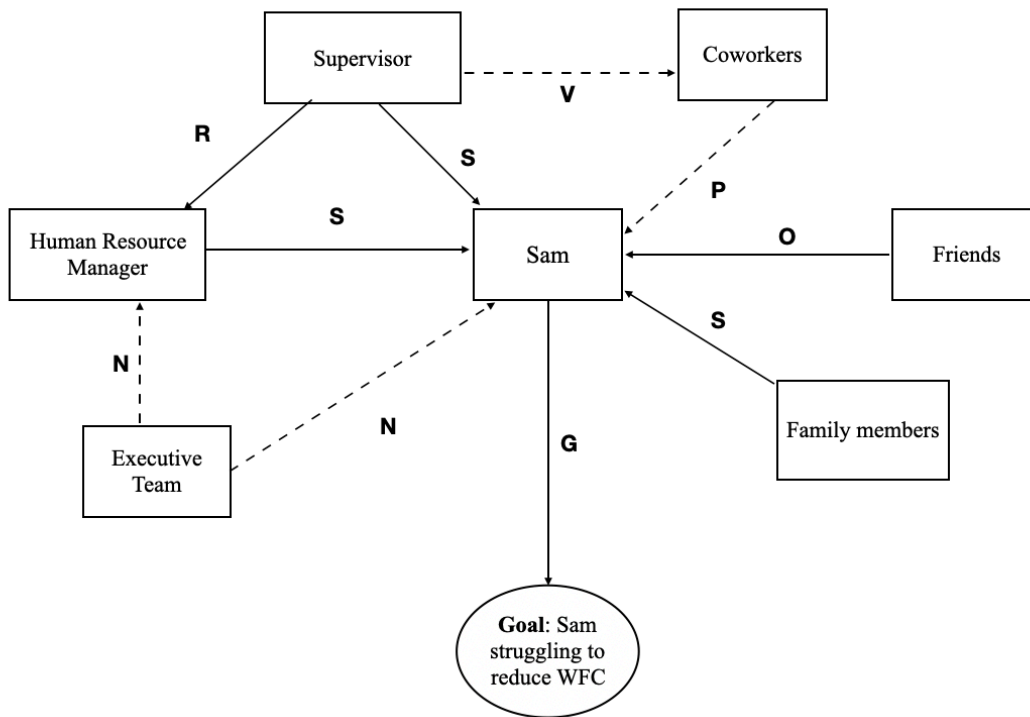 Supervisor
Coworkers
V
R
S
P
S
Human Resource
Manager
Sam
O
Friends
S
N
N
Family members
G
Executive
Team
Goal: Sam
struggling to
reduce WFC